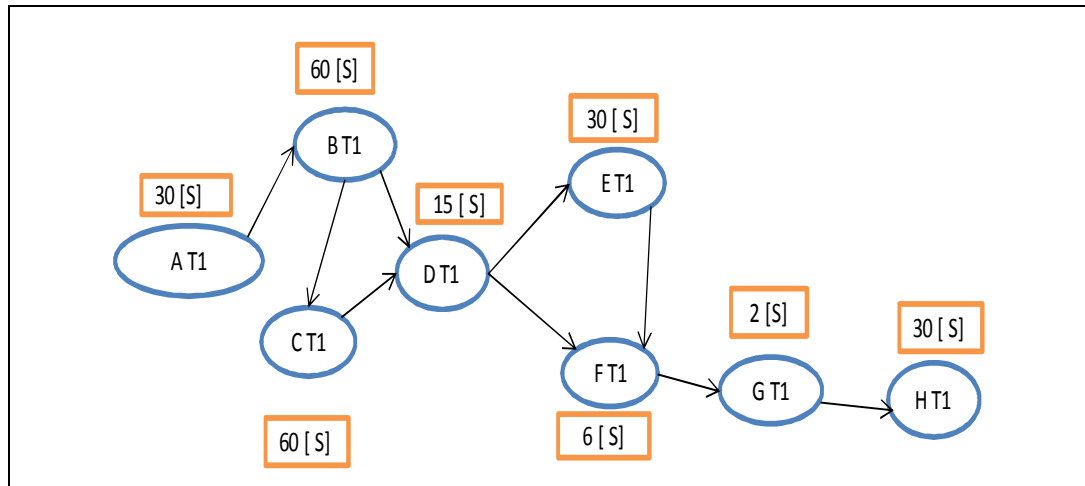 60 [S]
B T1
30 [S]
A T1
15 [ S]
D T1
C T1
60 [S]
30 [ S]
E T1
F T1
6 [ S]
2 [S]
G T1
30 [ S]
H T1